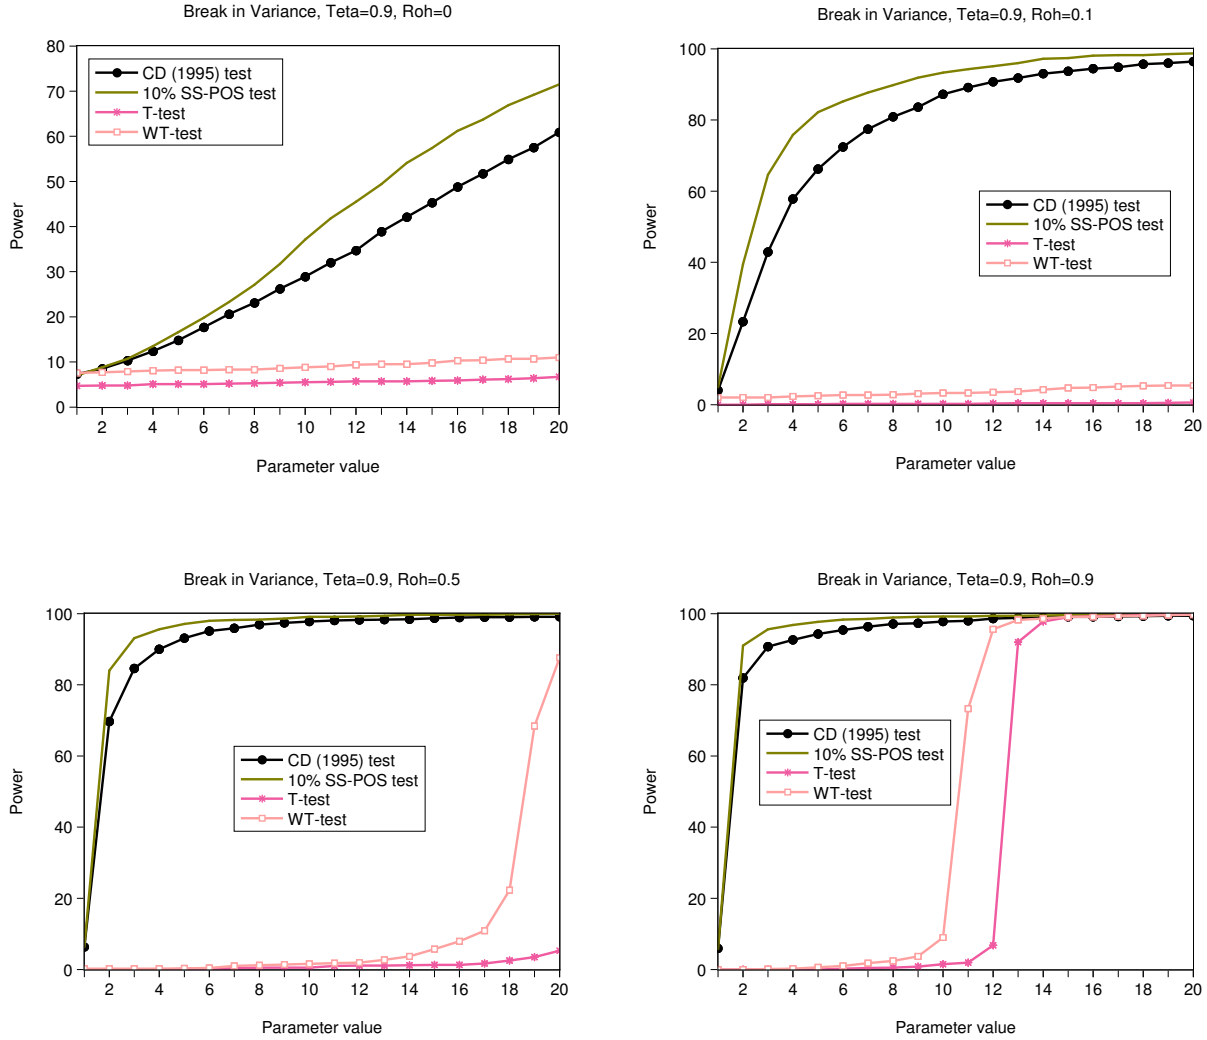 Break in Variance, Teta=0.9, Roh=0
80
70
60
50
40
30
20
10
0
Power
CD (1995) test
10% SS-POS test
T-test
WT-test
2 4 6 8 10 12 14 16 18 20
Parameter value
Break in Variance, Teta=0.9, Roh=0.1
100
80
60
40
20
0
Power
CD (1995) test
10% SS-POS test
T-test
WT-test
2 4 6 8 10 12 14 16 18 20
Parameter value
Break in Variance, Teta=0.9, Roh=0.5
100
80
60
40
20
0
Power
CD (1995) test
10% SS-POS test
T-test
WT-test
2 4 6 8 10 12 14 16 18 20
Parameter value
Break in Variance, Teta=0.9, Roh=0.9
100
80
60
40
20
0
Power
CD (1995) test
10% SS-POS test
T-test
WT-test
2 4 6 8 10 12 14 16 18 20
Parameter value